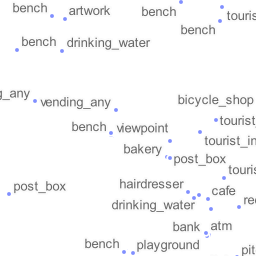 bench
artwork
bench
touris
bench
bench
drinking_water
g_any
vending_any
bicycle_shop
bench
viewpoint
tourist_
tourist_in
bakery
post_box
touris
hairdresser
post_box
cafe
drinking_water
re
bank
atm
bench
playground
pit